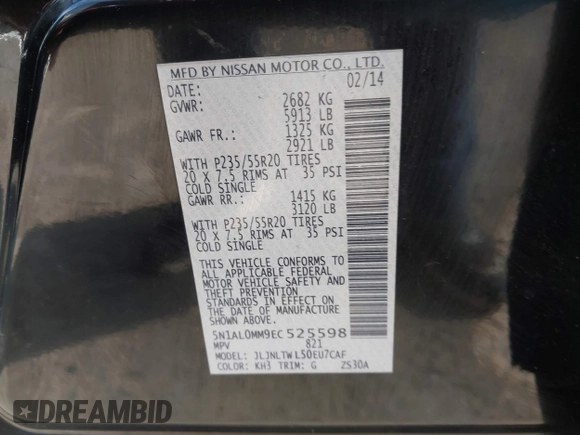 MFD BY NISSAN MOTOR CO., LTD.
DATE: 02/14
GVWR: 2682 KG
5913 LB
GAWR FR.: 1325 KG
2921 LB
WITH P235/55R20 TIRES
20 X 7.5 RIMS AT 35 PSI
COLD SINGLE
GAWR RR.: 1415 KG
3120 LB
WITH P235/55R20 TIRES
20 X 7.5 RIMS AT 35 PSI
COLD SINGLE
THIS VEHICLE CONFORMS TO
ALL APPLICABLE FEDERAL
MOTOR VEHICLE SAFETY AND
THEFT PREVENTION
STANDARDS IN EFFECT ON
THE DATE OF MANUFACTURE
SHOWN ABOVE.
5N1AL0MM9EC525598
MPV 821
MODEL: JLJNLTWL50EU7CAF
COLOR: KH3 TRIM: G ZS30A
DREAMBID